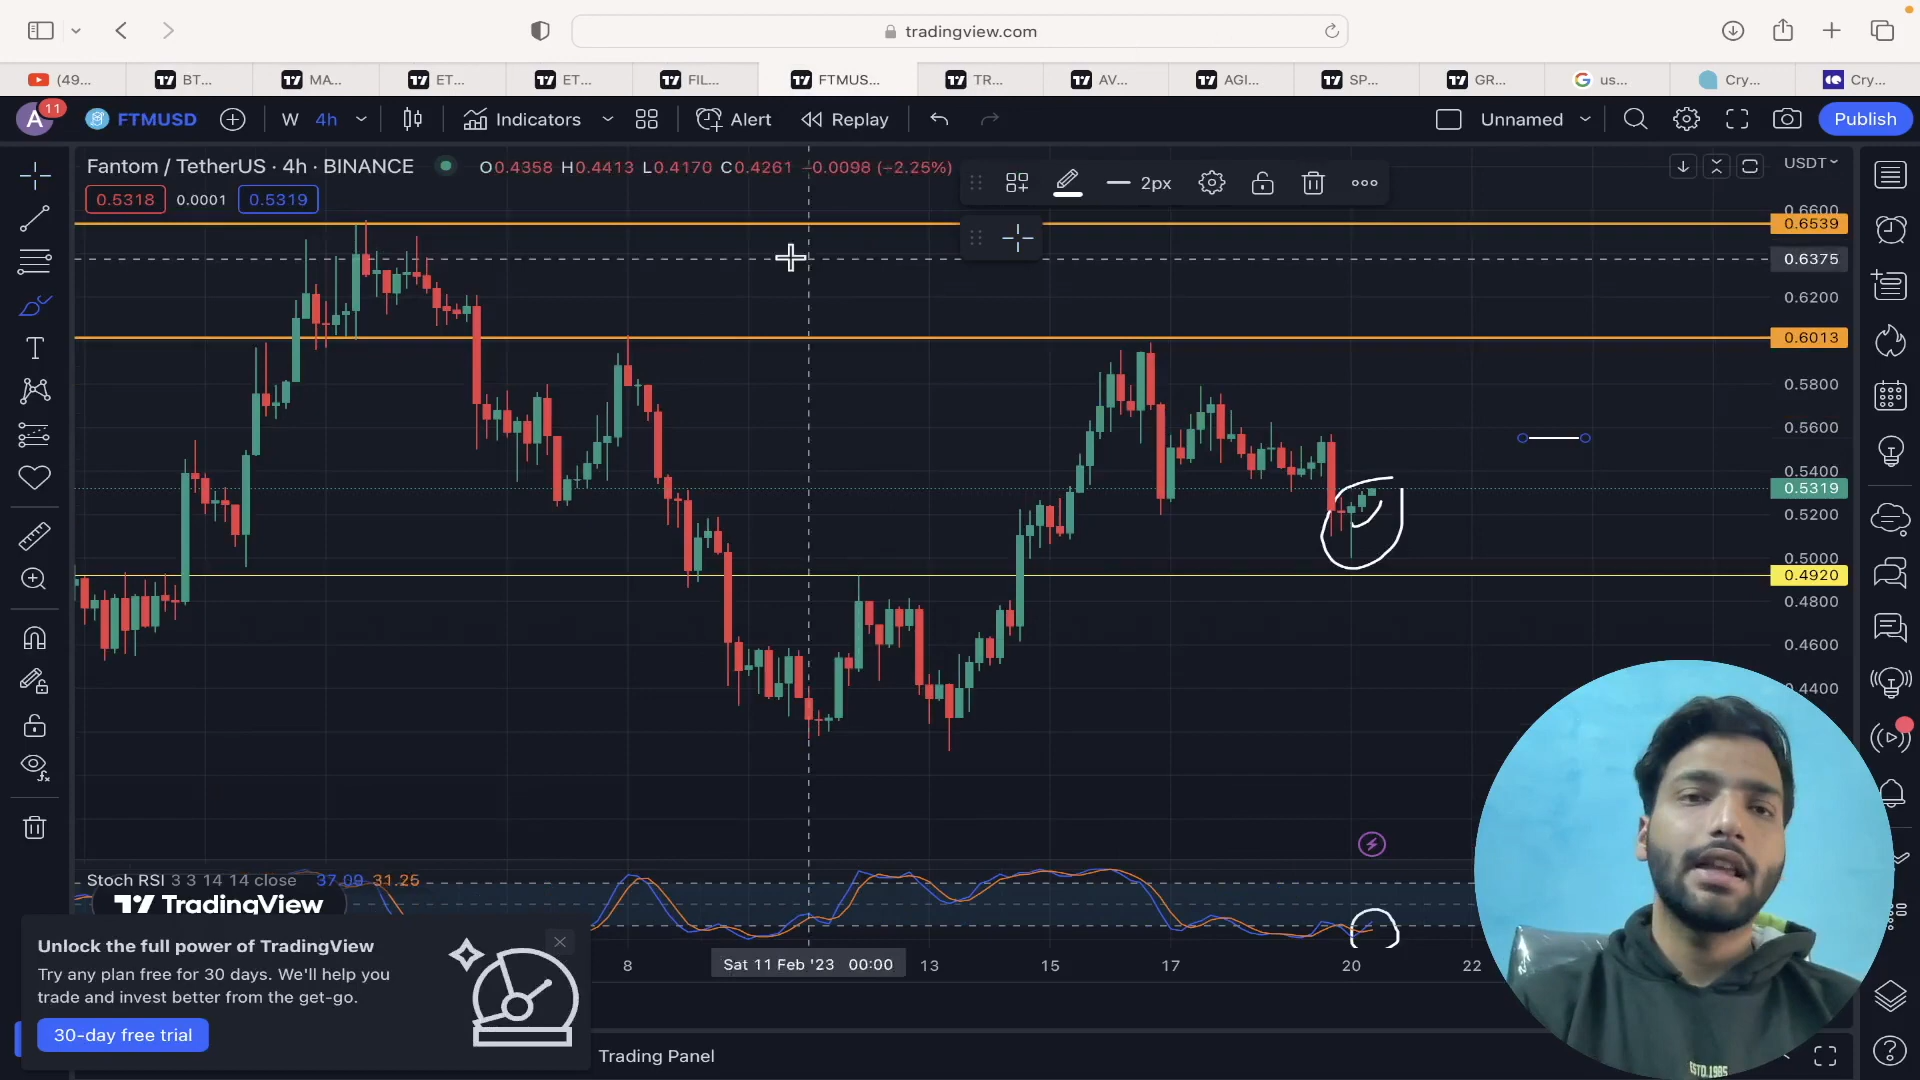 tradingview.com
(49...
BT...
MA...
ET...
ET...
FIL...
FTMUS...
TR...
AV...
AGI...
SP...
GR...
us...
Cry...
Cry...
A 11
FTMUSD
W 4h
Indicators
Alert
Replay
Unnamed
Publish
Fantom / TetherUS · 4h · BINANCE
O0.4358 H0.4413 L0.4170 C0.4261 −0.0098 (−2.25%)
2px
USDT
0.5318 0.0001 0.5319
0.6600
0.6539
0.6375
0.6200
0.6013
0.5800
0.5600
0.5400
0.5319
0.5200
0.5000
0.4920
0.4800
0.4600
0.4400
Stoch RSI 3 3 14 14 close 37.09 31.25
TradingView
Unlock the full power of TradingView
Try any plan free for 30 days. We'll help you
trade and invest better from the get-go.
30-day free trial
8
Sat 11 Feb '23 00:00
13
15
17
20
22
Trading Panel
ESTD.1985